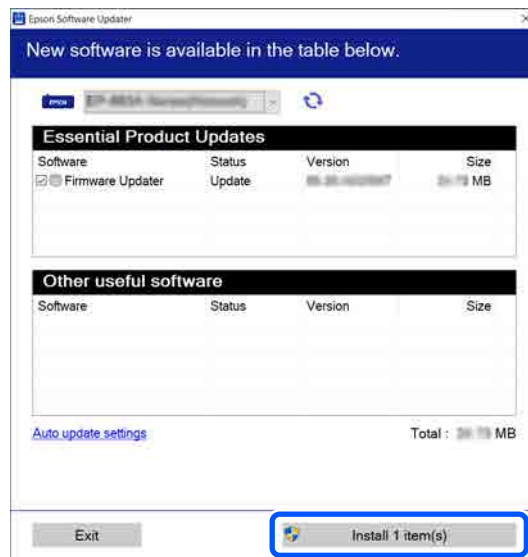 Epson Software Updater
New software is available in the table below.
EPSON
Essential Product Updates
Software Status Version Size
Firmware Updater Update MB
Other useful software
Software Status Version Size
Auto update settings Total : MB
Exit Install 1 item(s)